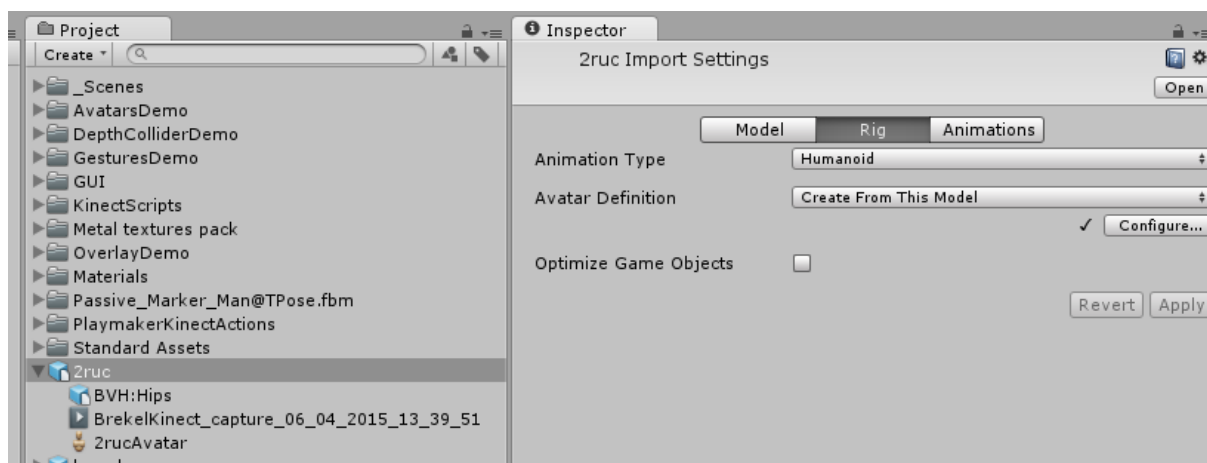 Project
Create
_Scenes
AvatarsDemo
DepthColliderDemo
GesturesDemo
GUI
KinectScripts
Metal textures pack
OverlayDemo
Materials
Passive_Marker_Man@TPose.fbm
PlaymakerKinectActions
Standard Assets
2ruc
BVH:Hips
BrekelKinect_capture_06_04_2015_13_39_51
2rucAvatar
Inspector
2ruc Import Settings
Open
Model Rig Animations
Animation Type Humanoid
Avatar Definition Create From This Model
✓ Configure...
Optimize Game Objects
Revert Apply